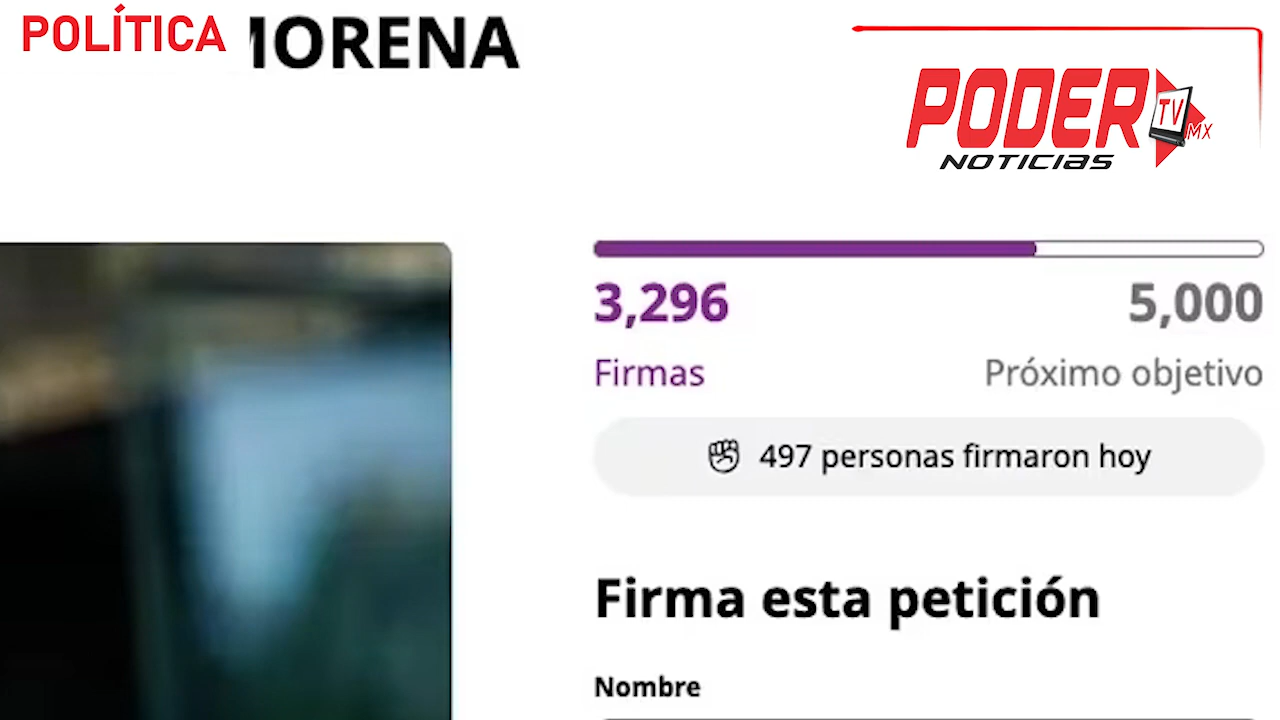 POLÍTICA
MORENA
PODER
TV
MX
NOTICIAS
3,296
5,000
Firmas
Próximo objetivo
497 personas firmaron hoy
Firma esta petición
Nombre